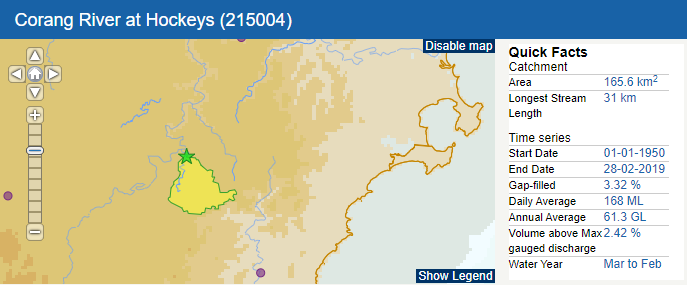 Corang River at Hockeys (215004)
Disable map
Show Legend
Quick Facts
Catchment
Area 165.6 km2
Longest Stream 31 km
Length
Time series
Start Date 01-01-1950
End Date 28-02-2019
Gap-filled 3.32 %
Daily Average 168 ML
Annual Average 61.3 GL
Volume above Max 2.42 %
gauged discharge
Water Year Mar to Feb